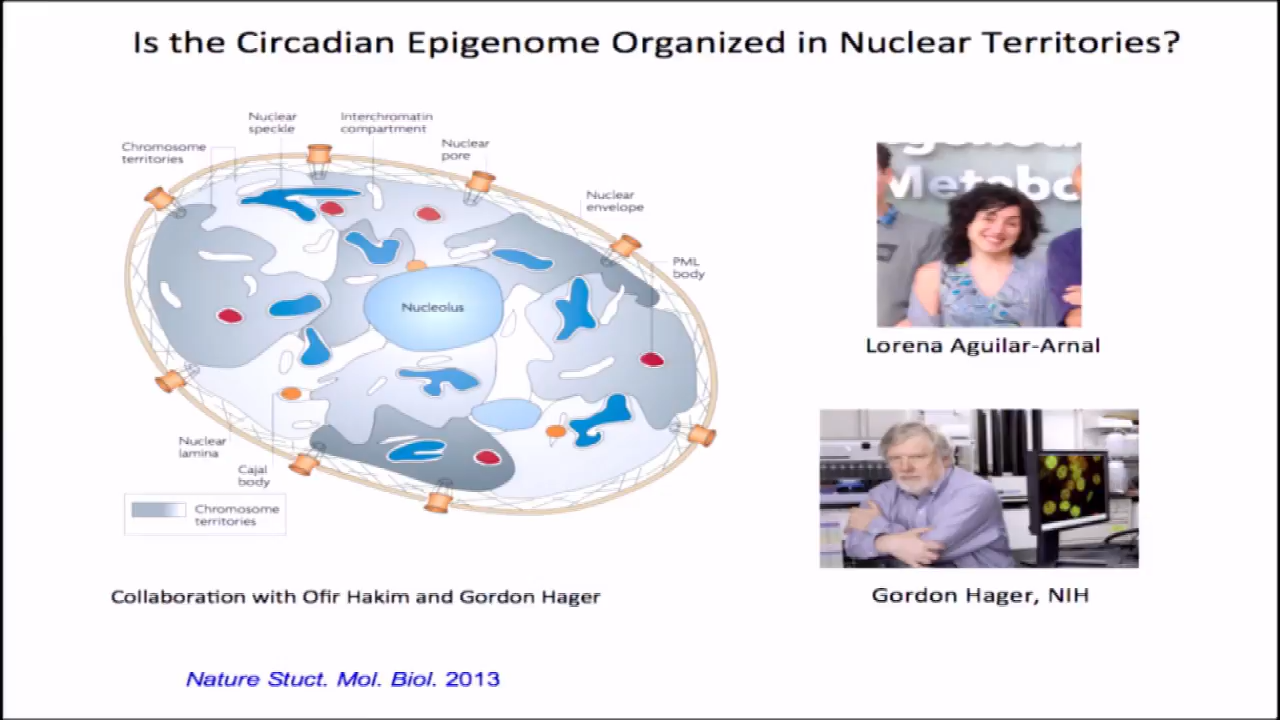 Is the Circadian Epigenome Organized in Nuclear Territories?
Nuclear
speckle
Interchromatin
compartment
Chromosome
territories
Nuclear
pore
Nuclear
envelope
PML
body
Nucleolus
Nuclear
lamina
Cajal
body
Chromosome
territories
Metabo
Lorena Aguilar-Arnal
Gordon Hager, NIH
Collaboration with Ofir Hakim and Gordon Hager
Nature Stuct. Mol. Biol. 2013